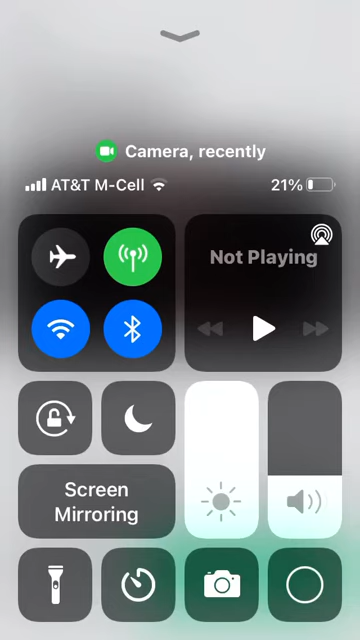 Camera, recently
AT&T M-Cell 21%
Not Playing
Screen
Mirroring